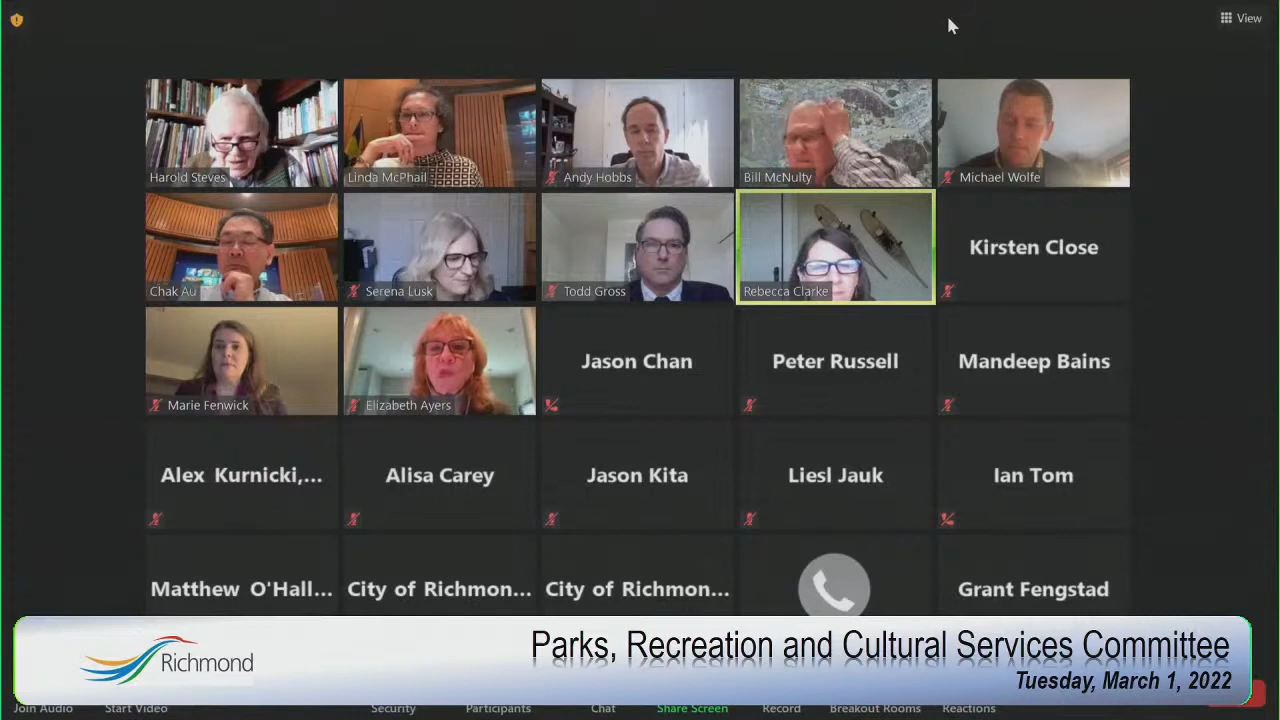 View
Harold Steves
Linda McPhail
Andy Hobbs
Bill McNulty
Michael Wolfe
Chak Au
Serena Lusk
Todd Gross
Rebecca Clarke
Kirsten Close
Marie Fenwick
Elizabeth Ayers
Jason Chan
Peter Russell
Mandeep Bains
Alex Kurnicki,...
Alisa Carey
Jason Kita
Liesl Jauk
Ian Tom
Matthew O'Hall...
City of Richmon...
City of Richmon...
Grant Fengstad
Richmond
Parks, Recreation and Cultural Services Committee
Tuesday, March 1, 2022
Join Audio
Start Video
Security
Participants
Chat
Share Screen
Record
Breakout Rooms
Reactions